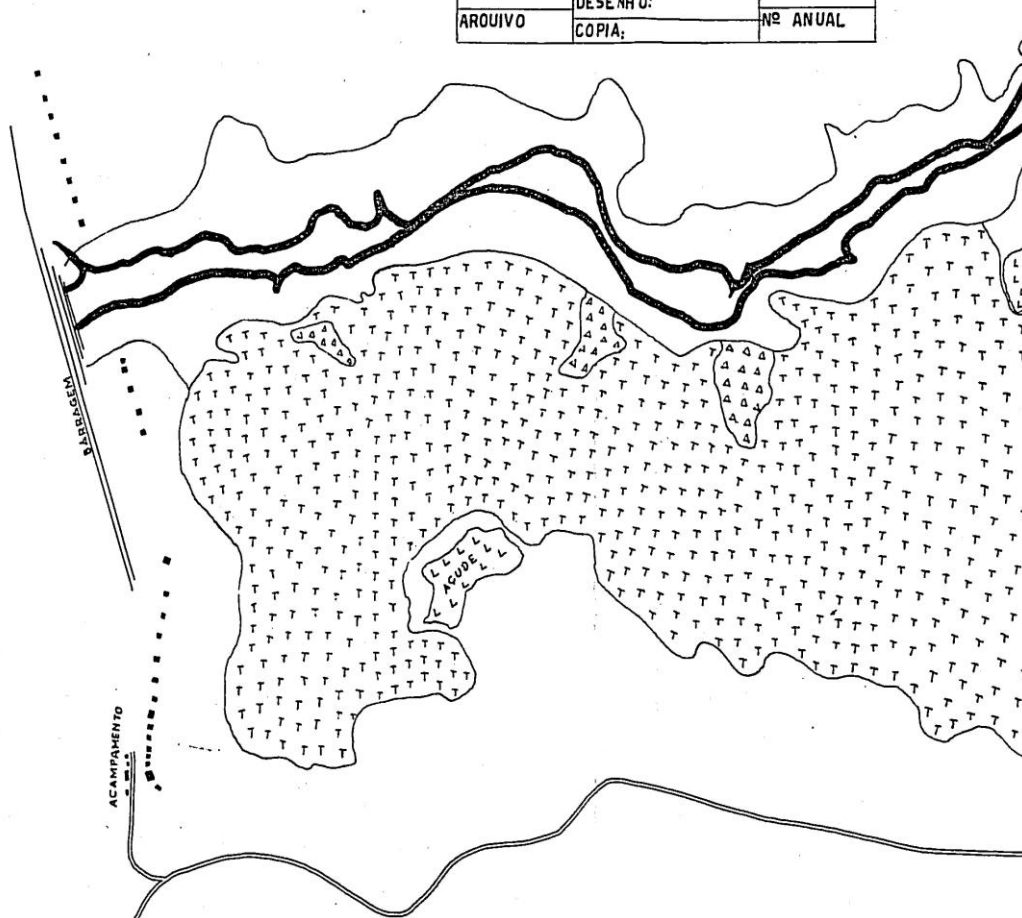 DESENHO:
ARQUIVO
COPIA;
Nº ANUAL
BARRAGEM
AÇUDE
ACAMPAMENTO